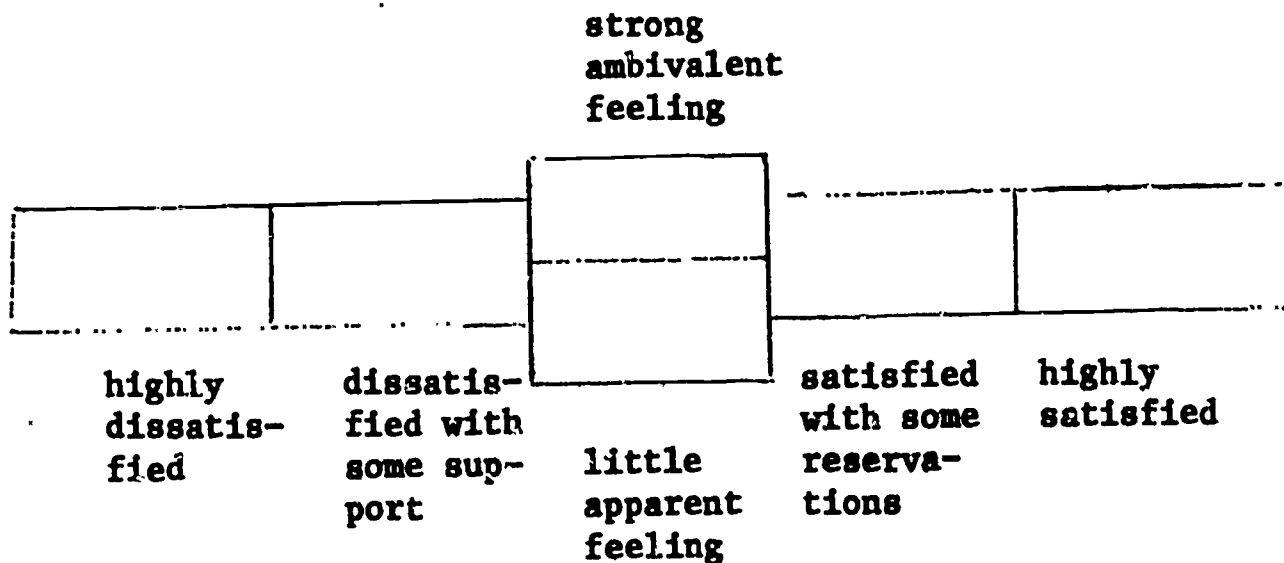 strong
ambivalent
feeling
highly
dissatis-
fied
dissatis-
fied with
some sup-
port
little
apparent
feeling
satisfied
with some
reserva-
tions
highly
satisfied